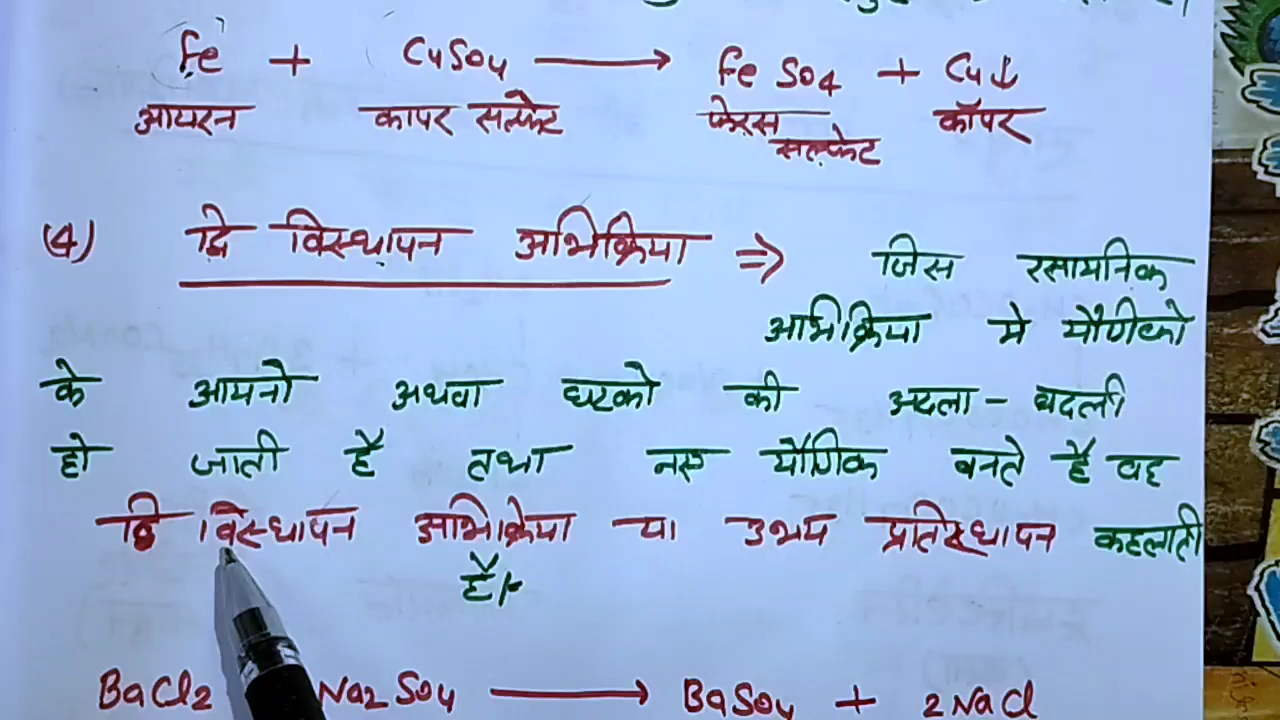 Fe + CuSO4 ⟶ FeSO4 + Cu↓
आयरन कापर सल्फेट फेरस सल्फेट कॉपर
(4) द्वि विस्थापन अभिक्रिया ⇒ जिस रसायनिक
अभिक्रिया मे यौगिको
के आयनो अथवा घटको की अदला - बदली
हो जाती है तथा नए यौगिक बनते है वह
द्वि विस्थापन अभिक्रिया या उभय प्रतिस्थापन कहलाती
है।
BaCl2 Na2SO4 ⟶ BaSO4 + 2NaCl